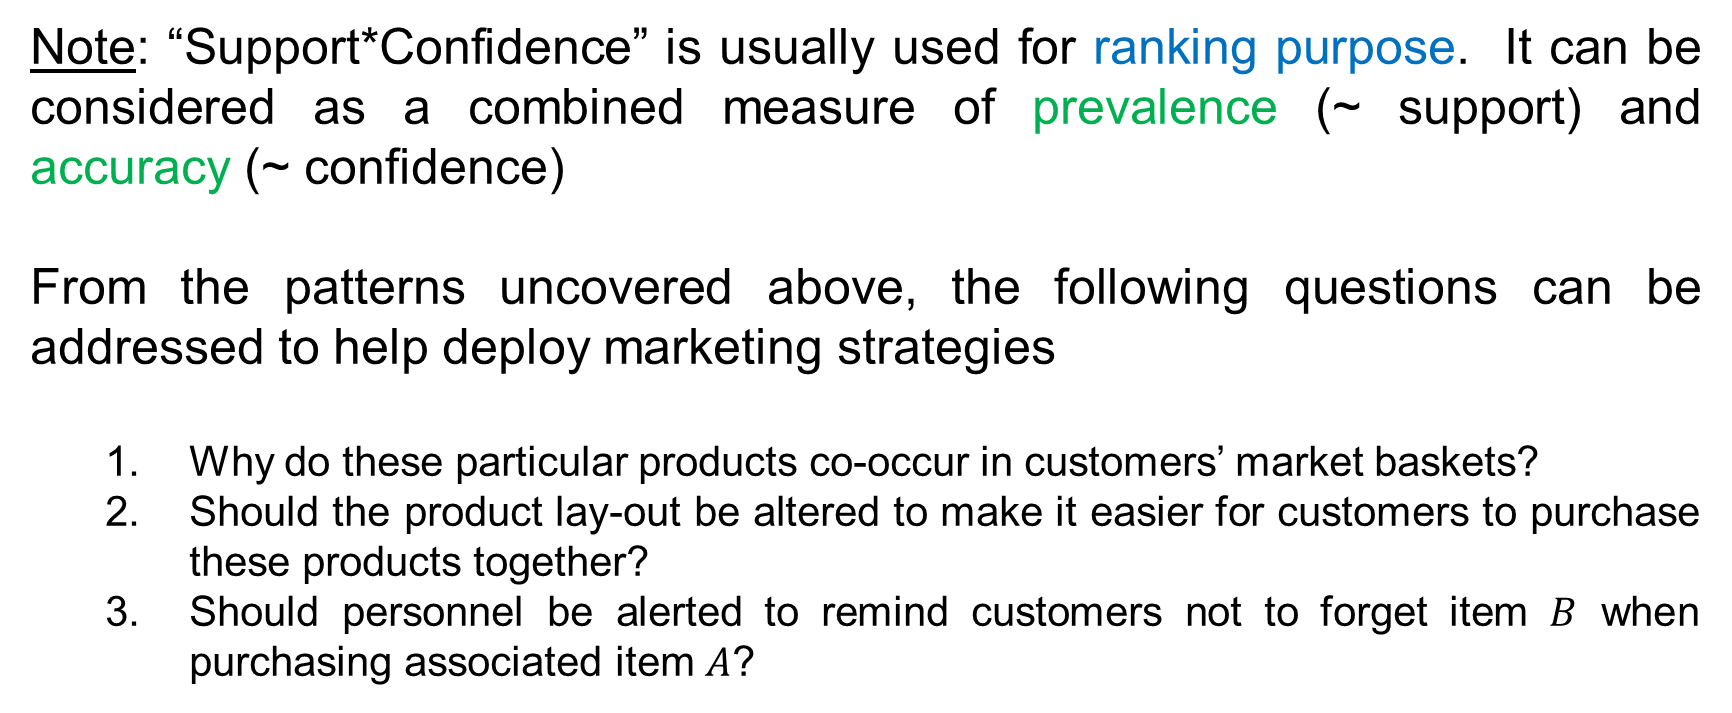 Note: “Support*Confidence” is usually used for ranking purpose. It can be
considered as a combined measure of prevalence (~ support) and
accuracy (~ confidence)
From the patterns uncovered above, the following questions can be
addressed to help deploy marketing strategies
1. Why do these particular products co-occur in customers’ market baskets?
2. Should the product lay-out be altered to make it easier for customers to purchase
these products together?
3. Should personnel be alerted to remind customers not to forget item B when
purchasing associated item A?